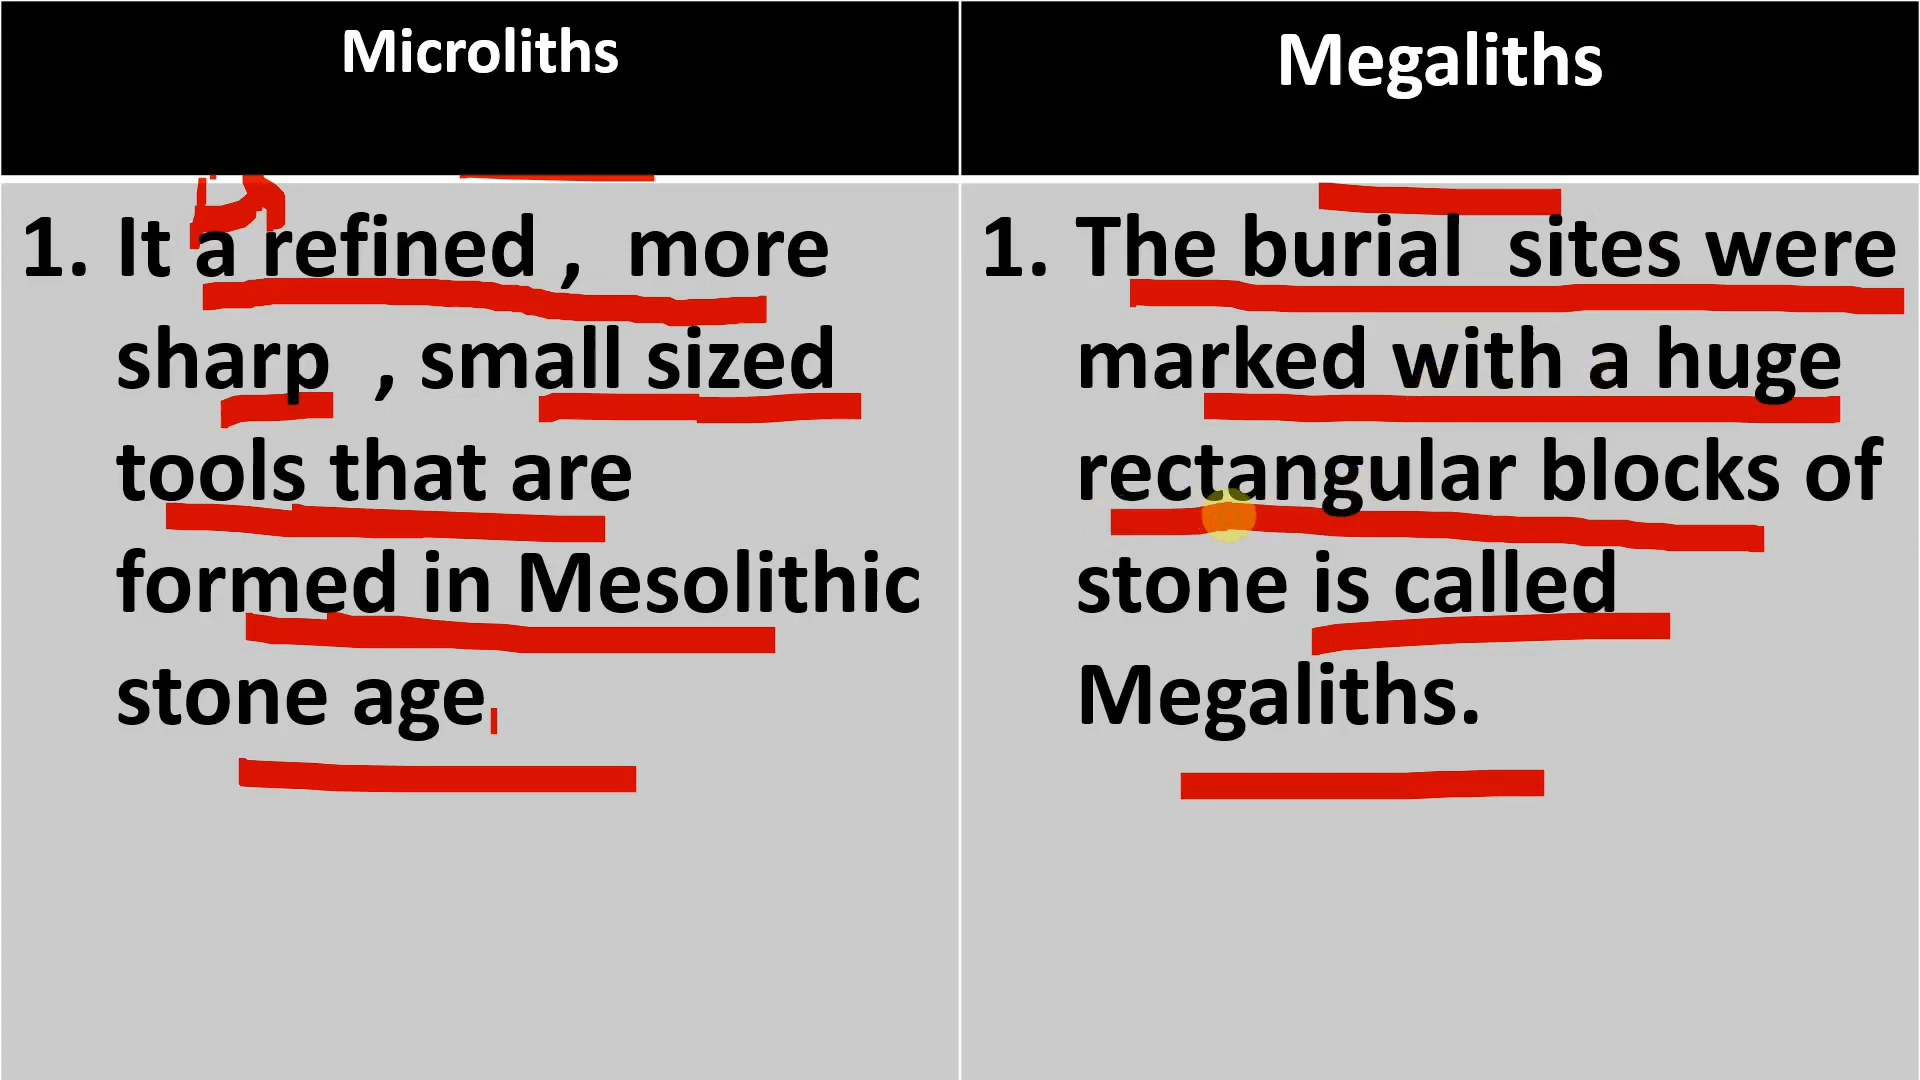 Microliths
Megaliths
1. It a refined , more
sharp , small sized
tools that are
formed in Mesolithic
stone age
1. The burial sites were
marked with a huge
rectangular blocks of
stone is called
Megaliths.